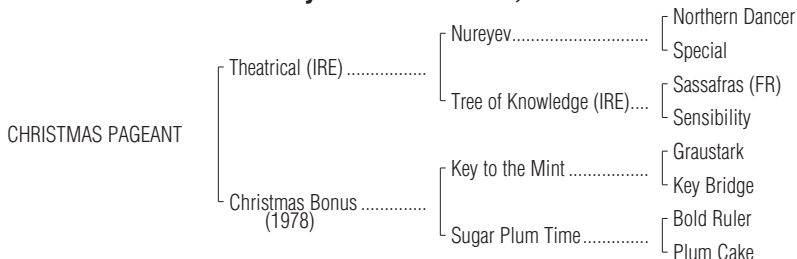 Northern Dancer
Nureyev
Special
Theatrical (IRE)
Sassafras (FR)
Tree of Knowledge (IRE)
Sensibility
CHRISTMAS PAGEANT
Graustark
Key to the Mint
Key Bridge
Christmas Bonus
(1978)
Bold Ruler
Sugar Plum Time
Plum Cake